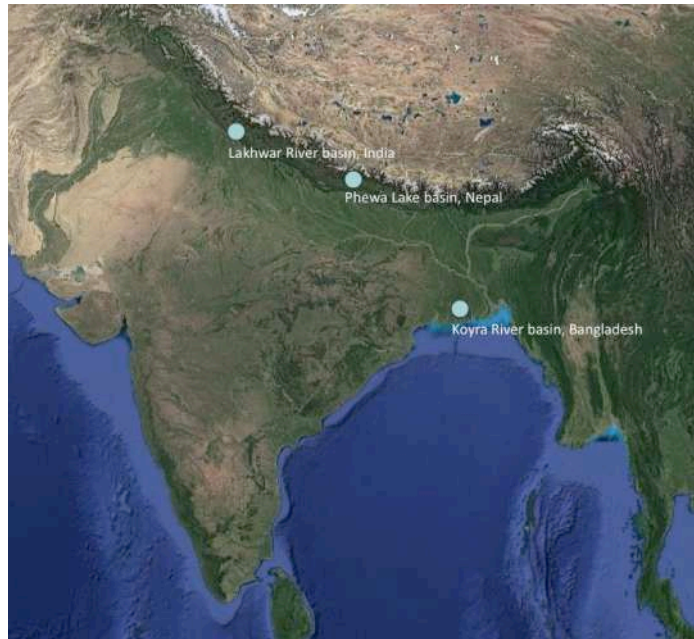 Lakhwar River basin, India
Phewa Lake basin, Nepal
Koyra River basin, Bangladesh